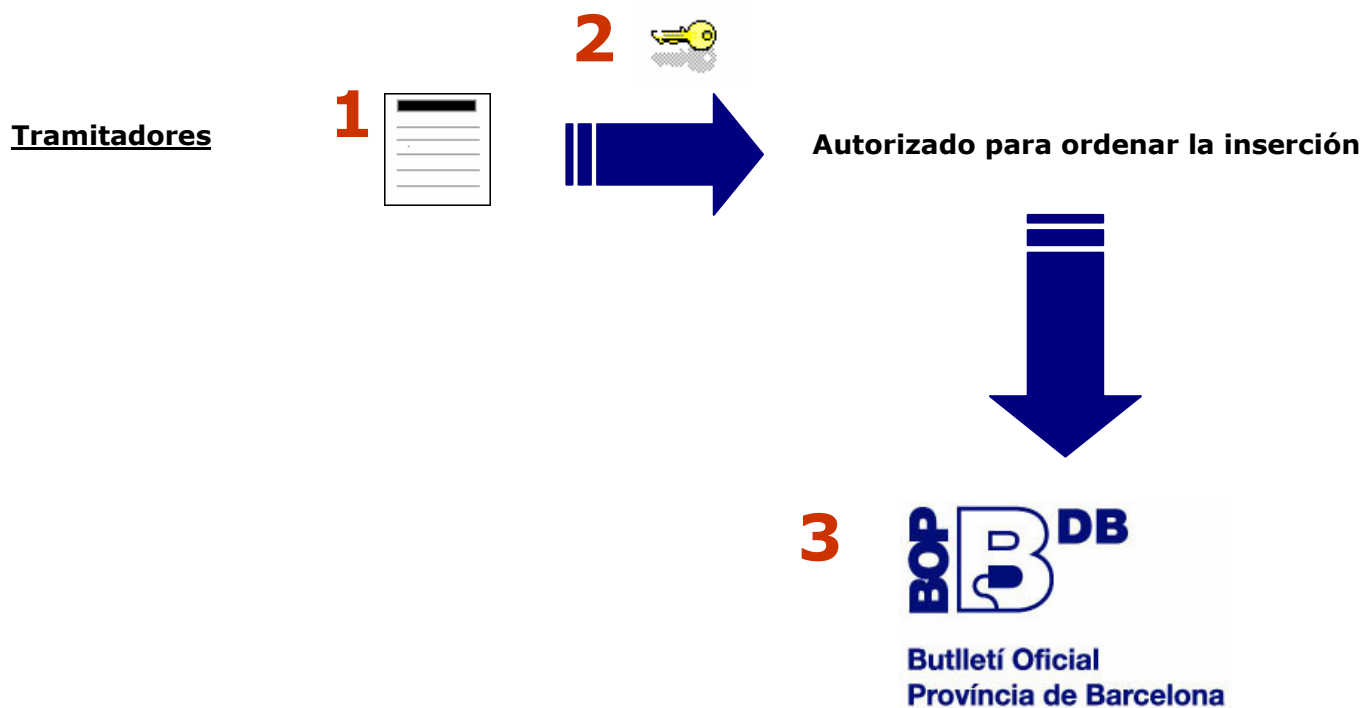 2
1
Tramitadores
Autorizado para ordenar la inserción
3
BOP
B
DB
Butlletí Oficial
Província de Barcelona